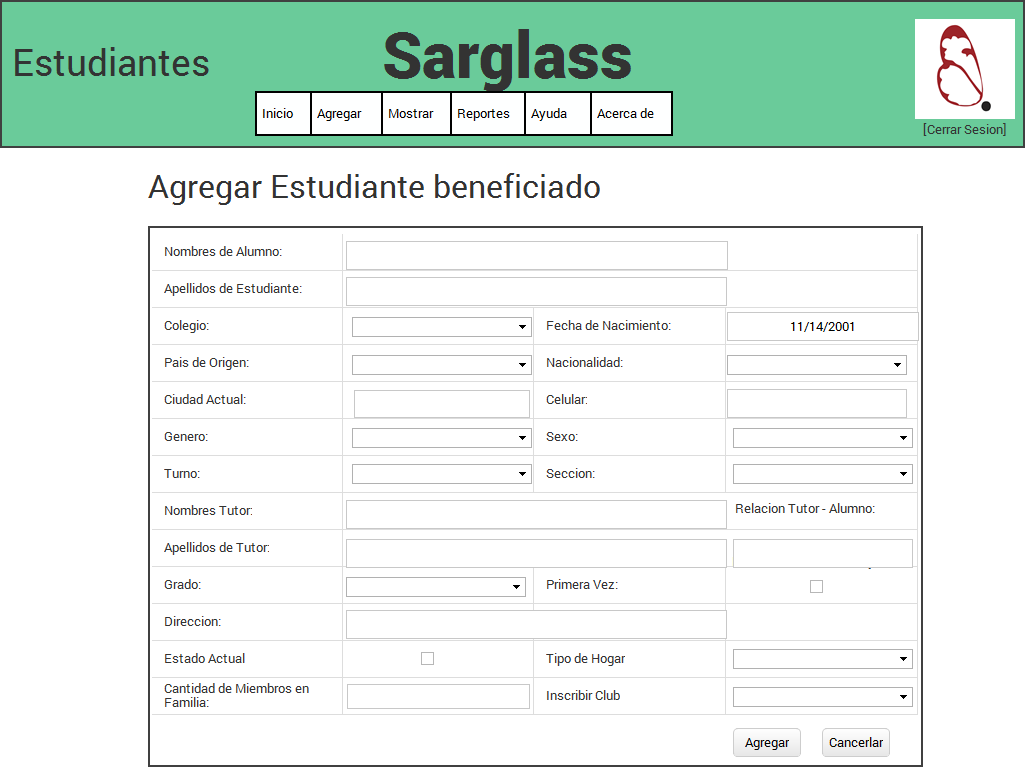 Estudiantes
Sarglass
Inicio Agregar Mostrar Reportes Ayuda Acerca de
[Cerrar Sesion]
Agregar Estudiante beneficiado
Nombres de Alumno:
Apellidos de Estudiante:
Colegio: Fecha de Nacimiento: 11/14/2001
Pais de Origen: Nacionalidad:
Ciudad Actual: Celular:
Genero: Sexo:
Turno: Seccion:
Nombres Tutor: Relacion Tutor - Alumno:
Apellidos de Tutor:
Grado: Primera Vez:
Direccion:
Estado Actual Tipo de Hogar
Cantidad de Miembros en
Familia: Inscribir Club
Agregar Cancerlar